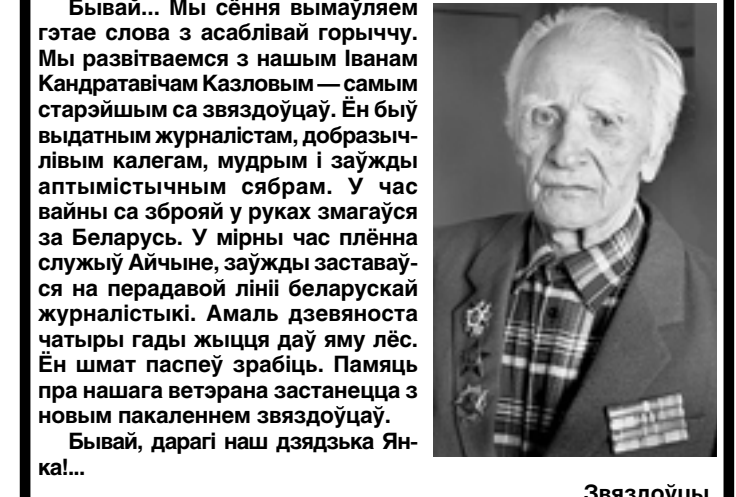 Бывай... Мы сёння вымаўляем
гэтае слова з асаблівай горыччу.
Мы развітваемся з нашым Іванам
Кандратавічам Казловым — самым
старэйшым са звяздоўцаў. Ён быў
выдатным журналістам, добразыч-
лівым калегам, мудрым і заўжды
аптымістычным сябрам. У час
вайны са зброяй у руках змагаўся
за Беларусь. У мірны час плённа
служыў Айчыне, заўжды заставаў-
ся на перадавой лініі беларускай
журналістыкі. Амаль дзевяноста
чатыры гады жыцця даў яму лёс.
Ён шмат паспеў зрабіць. Памяць
пра нашага ветэрана застанецца з
новым пакаленнем звяздоўцаў.
Бывай, дарагі наш дзядзька Ян-
ка!...
Звяздоўцы